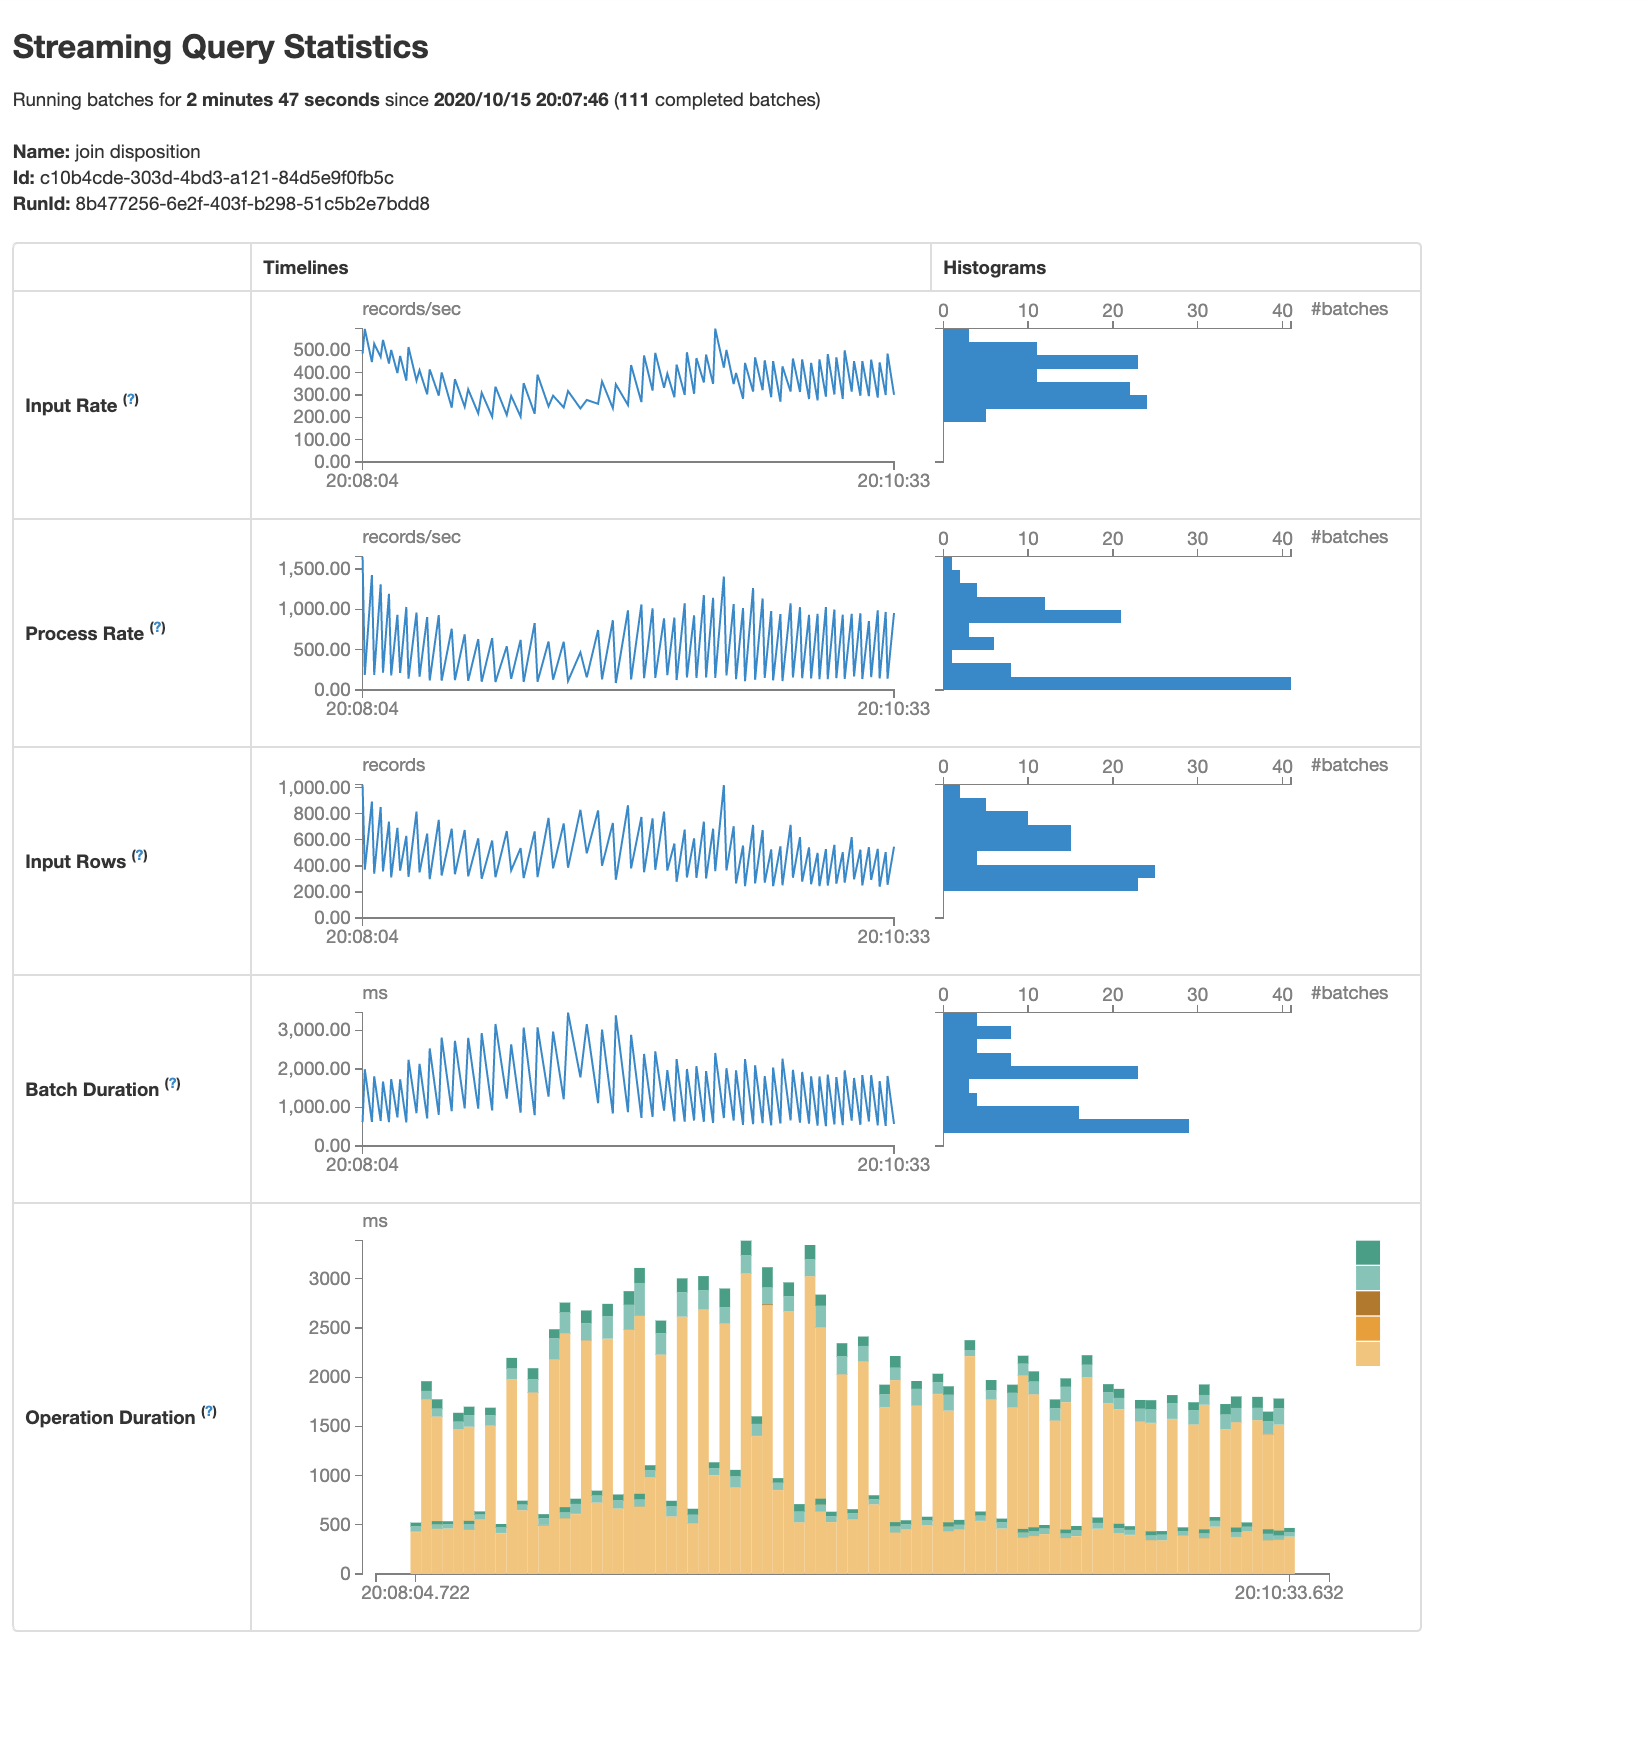 Streaming Query Statistics
Running batches for 2 minutes 47 seconds since 2020/10/15 20:07:46 (111 completed batches)
Name: join disposition
Id: c10b4cde-303d-4bd3-a121-84d5e9f0fb5c
RunId: 8b477256-6e2f-403f-b298-51c5b2e7bdd8
Timelines Histograms
records/sec 0 10 20 30 40 #batches
500.00
400.00
300.00
200.00
100.00
0.00
Input Rate (?)
20:08:04 20:10:33
records/sec 0 10 20 30 40 #batches
1,500.00
1,000.00
500.00
0.00
Process Rate (?)
20:08:04 20:10:33
records 0 10 20 30 40 #batches
1,000.00
800.00
600.00
400.00
200.00
0.00
Input Rows (?)
20:08:04 20:10:33
ms 0 10 20 30 40 #batches
3,000.00
2,000.00
1,000.00
0.00
Batch Duration (?)
20:08:04 20:10:33
ms
3000
2500
2000
1500
1000
500
0
Operation Duration (?)
20:08:04.722 20:10:33.632